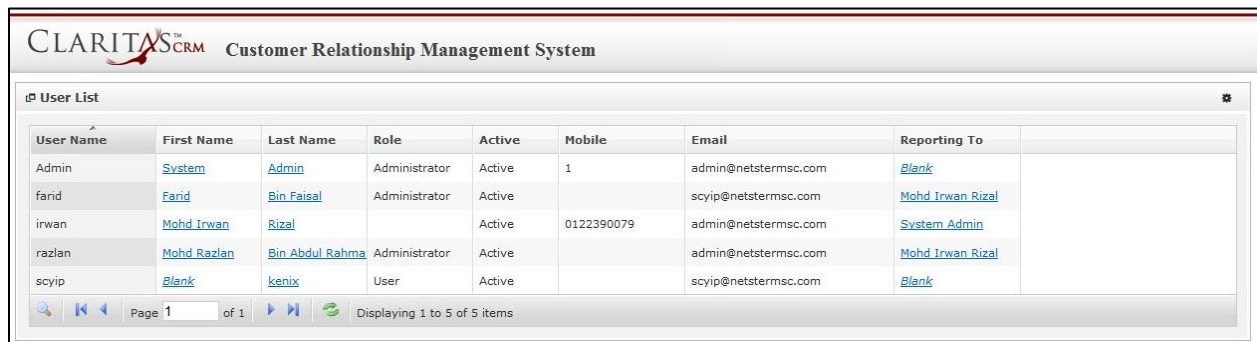 CLARITAS™ CRM Customer Relationship Management System
User List
User Name First Name Last Name Role Active Mobile Email Reporting To
Admin System Admin Administrator Active 1 admin@netstermsc.com Blank
farid Farid Bin Faisal Administrator Active scyip@netstermsc.com Mohd Irwan Rizal
irwan Mohd Irwan Rizal Active 0122390079 admin@netstermsc.com System Admin
razlan Mohd Razlan Bin Abdul Rahma Administrator Active admin@netstermsc.com Mohd Irwan Rizal
scyip Blank kenix User Active scyip@netstermsc.com Blank
Page 1 of 1 Displaying 1 to 5 of 5 items